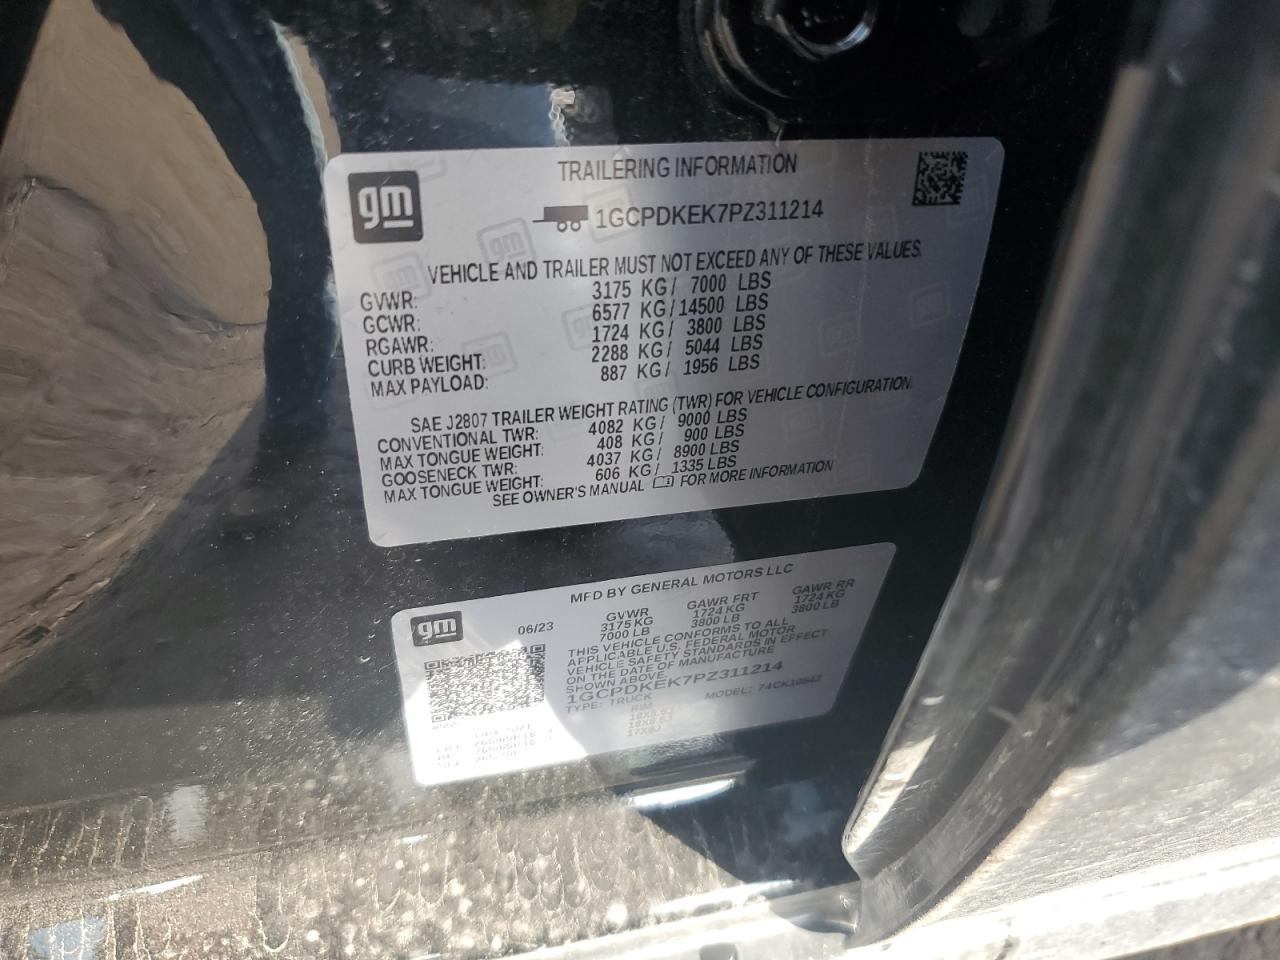 gm
TRAILERING INFORMATION
1GCPDKEK7PZ311214
VEHICLE AND TRAILER MUST NOT EXCEED ANY OF THESE VALUES.
GVWR: 3175 KG/ 7000 LBS
GCWR: 6577 KG/14500 LBS
RGAWR: 1724 KG/ 3800 LBS
CURB WEIGHT: 2288 KG/ 5044 LBS
MAX PAYLOAD: 887 KG/ 1956 LBS
SAE J2807 TRAILER WEIGHT RATING (TWR) FOR VEHICLE CONFIGURATION.
CONVENTIONAL TWR: 4082 KG/ 9000 LBS
MAX TONGUE WEIGHT: 408 KG/ 900 LBS
GOOSENECK TWR: 4037 KG/ 8900 LBS
MAX TONGUE WEIGHT: 606 KG/ 1335 LBS
SEE OWNER'S MANUAL FOR MORE INFORMATION
MFD BY GENERAL MOTORS LLC
gm
06/23
GVWR GAWR FRT GAWR RR
3175 KG 1724 KG 1724 KG
7000 LB 3800 LB 3800 LB
THIS VEHICLE CONFORMS TO ALL
APPLICABLE U.S. FEDERAL MOTOR
VEHICLE SAFETY STANDARDS IN EFFECT
ON THE DATE OF MANUFACTURE
SHOWN ABOVE.
1GCPDKEK7PZ311214
TYPE: TRUCK MODEL:
RIM
18X8.5J
18X8.5J
17X8J